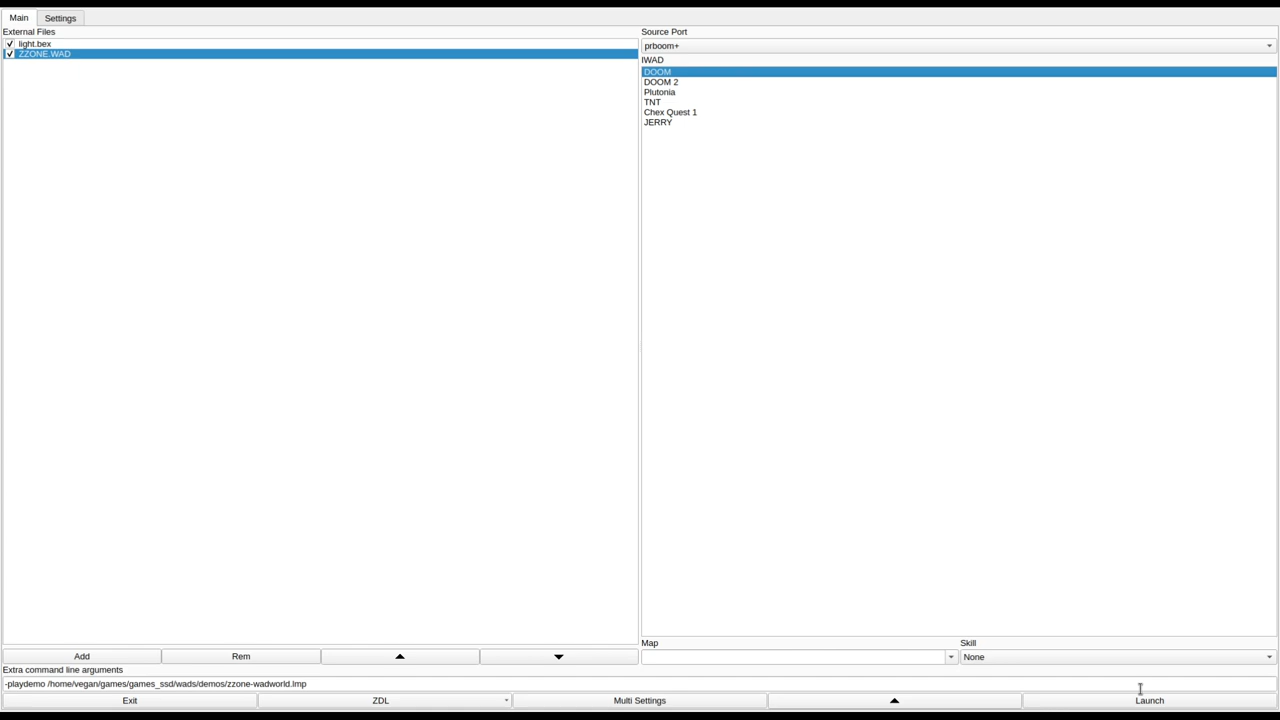 Main Settings
External Files
light.bex
ZZONE.WAD
Source Port
prboom+
IWAD
DOOM
DOOM 2
Plutonia
TNT
Chex Quest 1
JERRY
Map Skill
None
Add Rem
Extra command line arguments
-playdemo /home/vegan/games/games_ssd/wads/demos/zzone-wadworld.lmp
Exit ZDL Multi Settings Launch